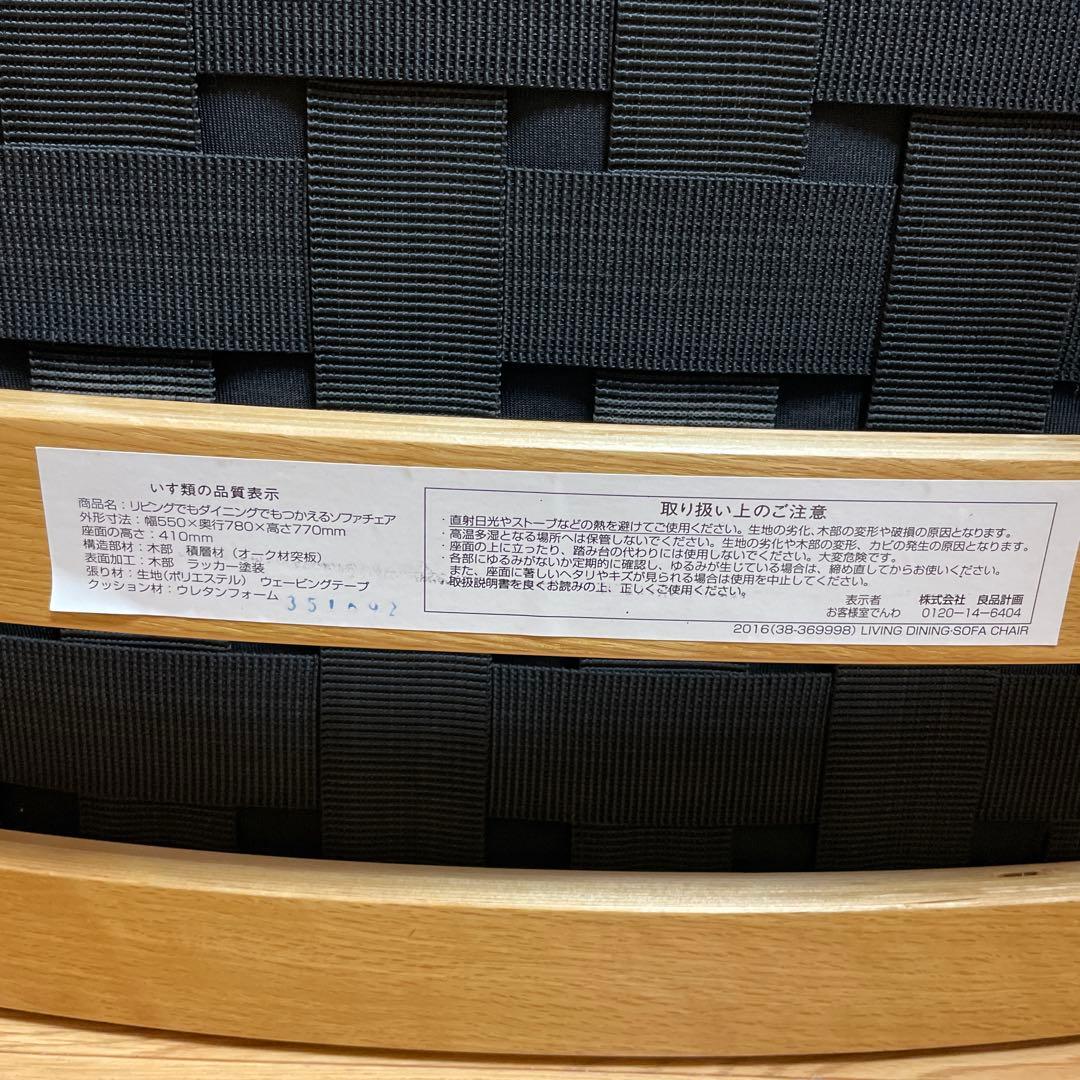 いす類の品質表示
商品名：リビングでもダイニングでもつかえるソファチェア
外形寸法：幅550×奥行780×高さ770mm
座面の高さ：410mm
構造部材：木部　積層材（オーク材突板）
表面加工：木部　ラッカー塗装
張り材：生地（ポリエステル）　ウェービングテープ
クッション材：ウレタンフォーム
取り扱い上のご注意
・直射日光やストーブなどの熱を避けてご使用ください。生地の劣化、木部の変形や破損の原因となります。
・高温多湿となる場所へは保管しないでください。生地の劣化や木部の変形、カビの発生の原因となります。
・座面の上に立ったり、踏み台の代わりには使用しないでください。大変危険です。
・各部にゆるみがないか定期的に確認し、ゆるみが生じている場合は、締め直してからお使いください。
また、座面に著しいヘタリやキズが見られる場合は使用を中止してください。
・取扱説明書を良くお読みの上、正しくご使用ください。
表示者　株式会社　良品計画
お客様室でんわ　0120−14−6404
2016(38-369998) LIVING DINING·SOFA CHAIR